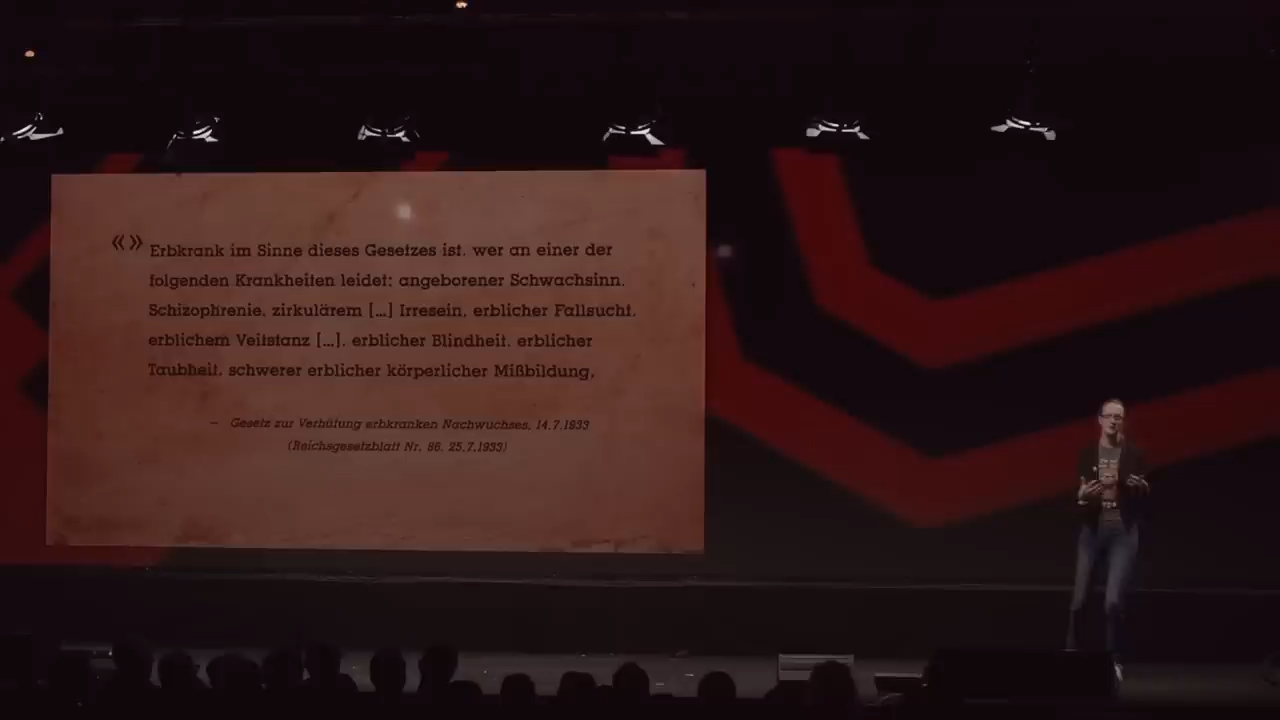 «» Erbkrank im Sinne dieses Gesetzes ist, wer an einer der
folgenden Krankheiten leidet: angeborener Schwachsinn,
Schizophrenie, zirkulärem [...] Irresein, erblicher Fallsucht,
erblichem Veitstanz [...], erblicher Blindheit, erblicher
Taubheit, schwerer erblicher körperlicher Mißbildung,
– Gesetz zur Verhütung erbkranken Nachwuchses, 14.7.1933
(Reichsgesetzblatt Nr. 86, 25.7.1933)